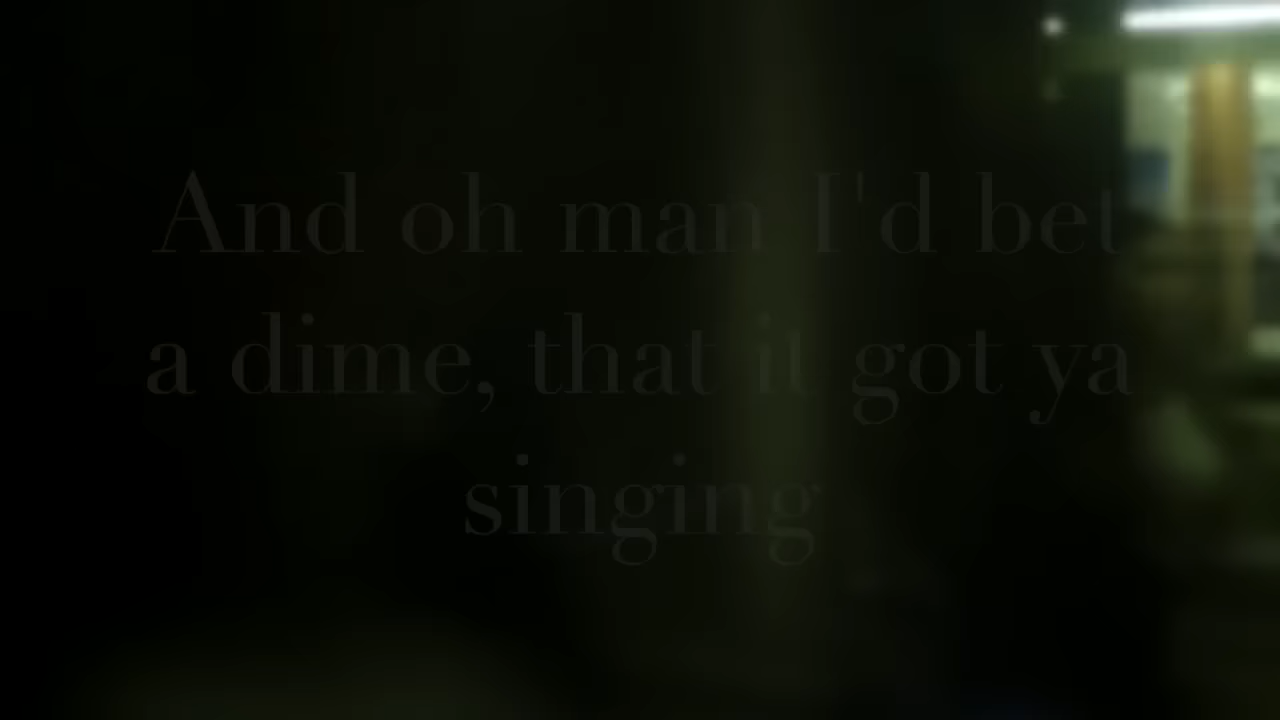 And oh man I'd bet
a dime, that it got ya
singing